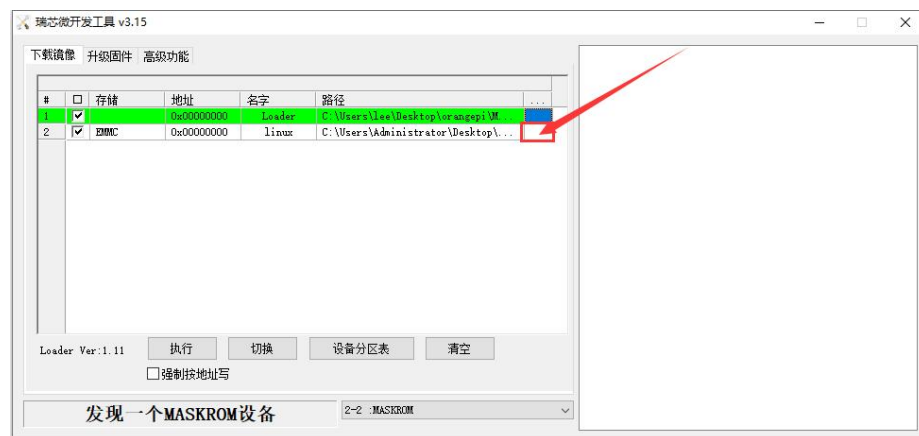 瑞芯微开发工具 v3.15
下载镜像 升级固件 高级功能
# 存储 地址 名字 路径 ...
1 0x00000000 Loader C:\Users\lee\Desktop\orangepi\M...
2 EMMC 0x00000000 linux C:\Users\Administrator\Desktop\...
Loader Ver:1.11 执行 切换 设备分区表 清空
强制按地址写
发现一个MASKROM设备 2-2 :MASKROM